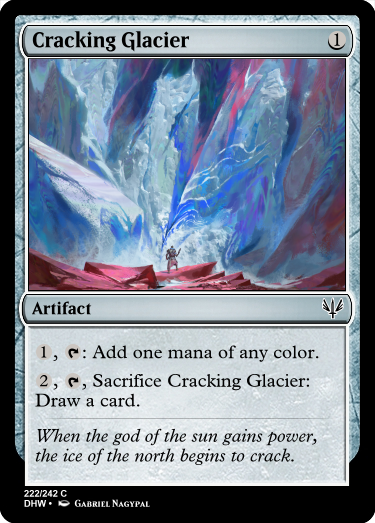 Cracking Glacier 1
Artifact
1, : Add one mana of any color.
2, , Sacrifice Cracking Glacier:
Draw a card.
When the god of the sun gains power,
the ice of the north begins to crack.
222/242 C
DHW • Gabriel Nagypal